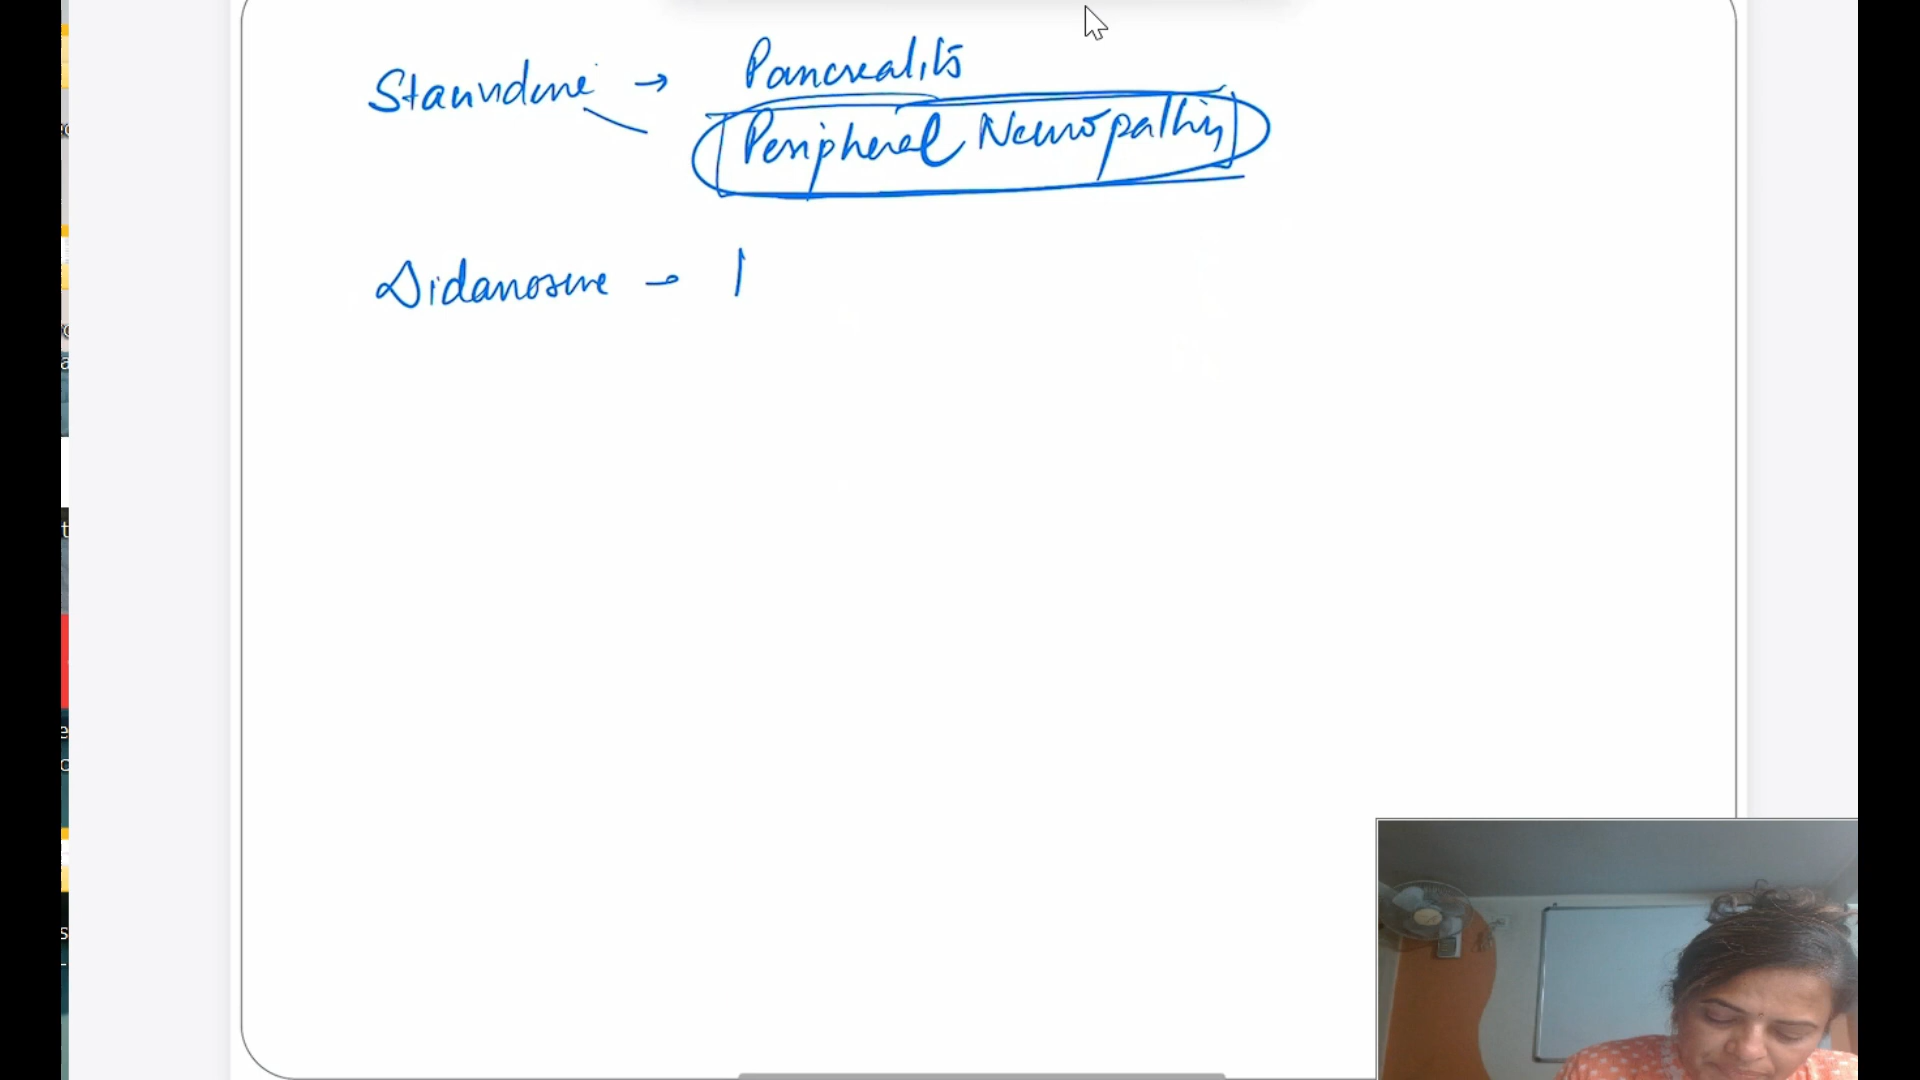 Stavudine → Pancreatitis
Peripheral Neuropathy
Didanosine →